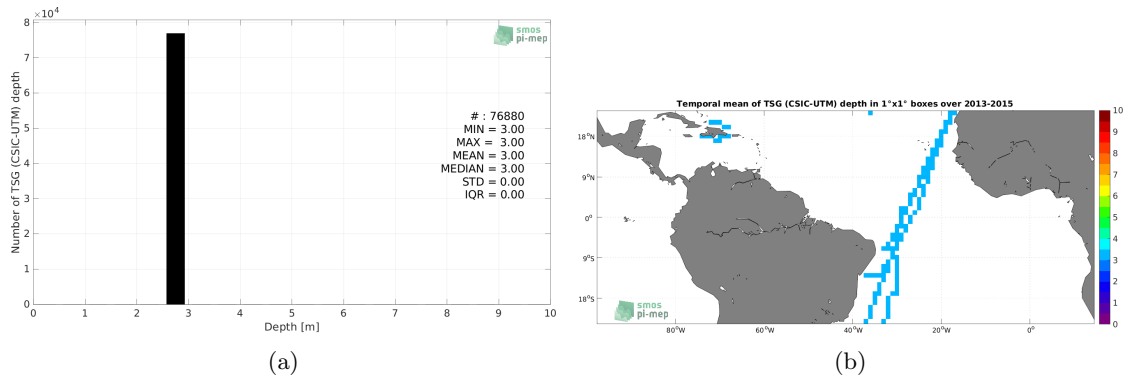 8 ×10⁴
7
6
5
4
3
2
1
0
Number of TSG (CSIC-UTM) depth
smos
pi-mep
# : 76880
MIN = 3.00
MAX = 3.00
MEAN = 3.00
MEDIAN = 3.00
STD = 0.00
IQR = 0.00
0 1 2 3 4 5 6 7 8 9 10
Depth [m]
(a)
Temporal mean of TSG (CSIC-UTM) depth in 1°x1° boxes over 2013-2015
18°N
9°N
0°
9°S
18°S
smos
pi-mep
80°W 60°W 40°W 20°W 0°
10
9
8
7
6
5
4
3
2
1
0
(b)